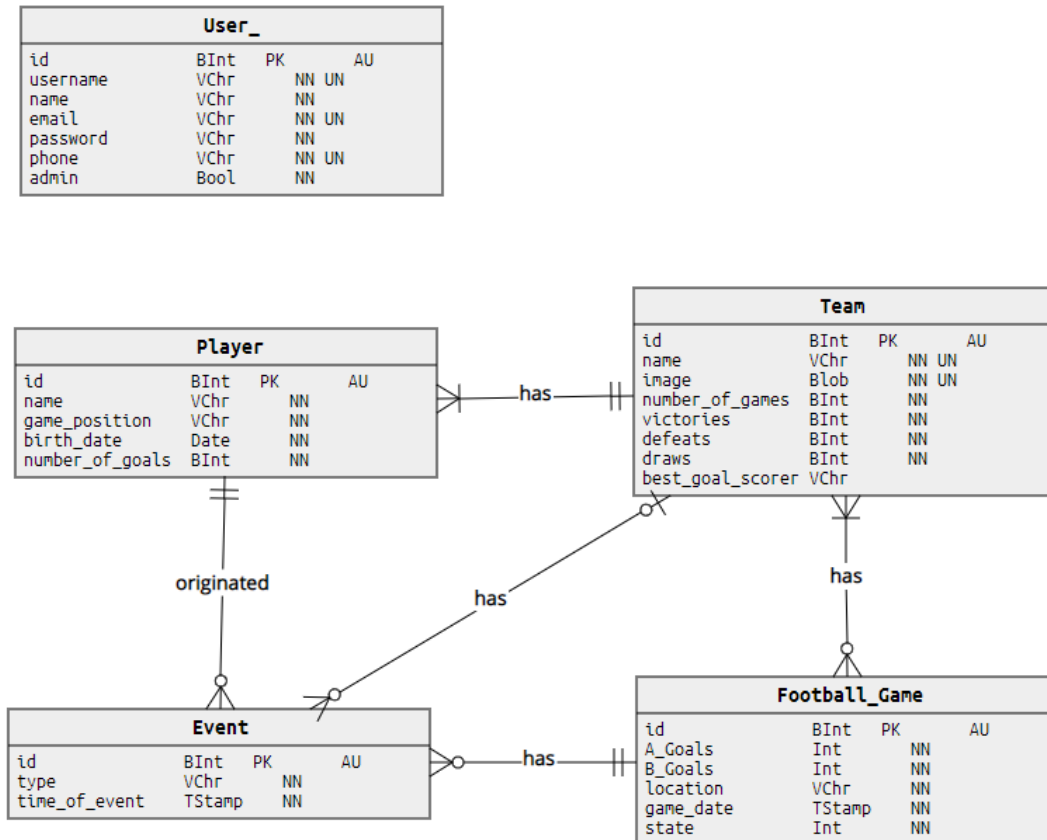 User_
id BInt PK AU
username VChr NN UN
name VChr NN
email VChr NN UN
password VChr NN
phone VChr NN UN
admin Bool NN
Team
id BInt PK AU
name VChr NN UN
image Blob NN UN
number_of_games BInt NN
victories BInt NN
defeats BInt NN
draws BInt NN
best_goal_scorer VChr
Player
id BInt PK AU
name VChr NN
game_position VChr NN
birth_date Date NN
number_of_goals BInt NN
has
originated
has
has
Event
id BInt PK AU
type VChr NN
time_of_event TStamp NN
has
Football_Game
id BInt PK AU
A_Goals Int NN
B_Goals Int NN
location VChr NN
game_date TStamp NN
state Int NN